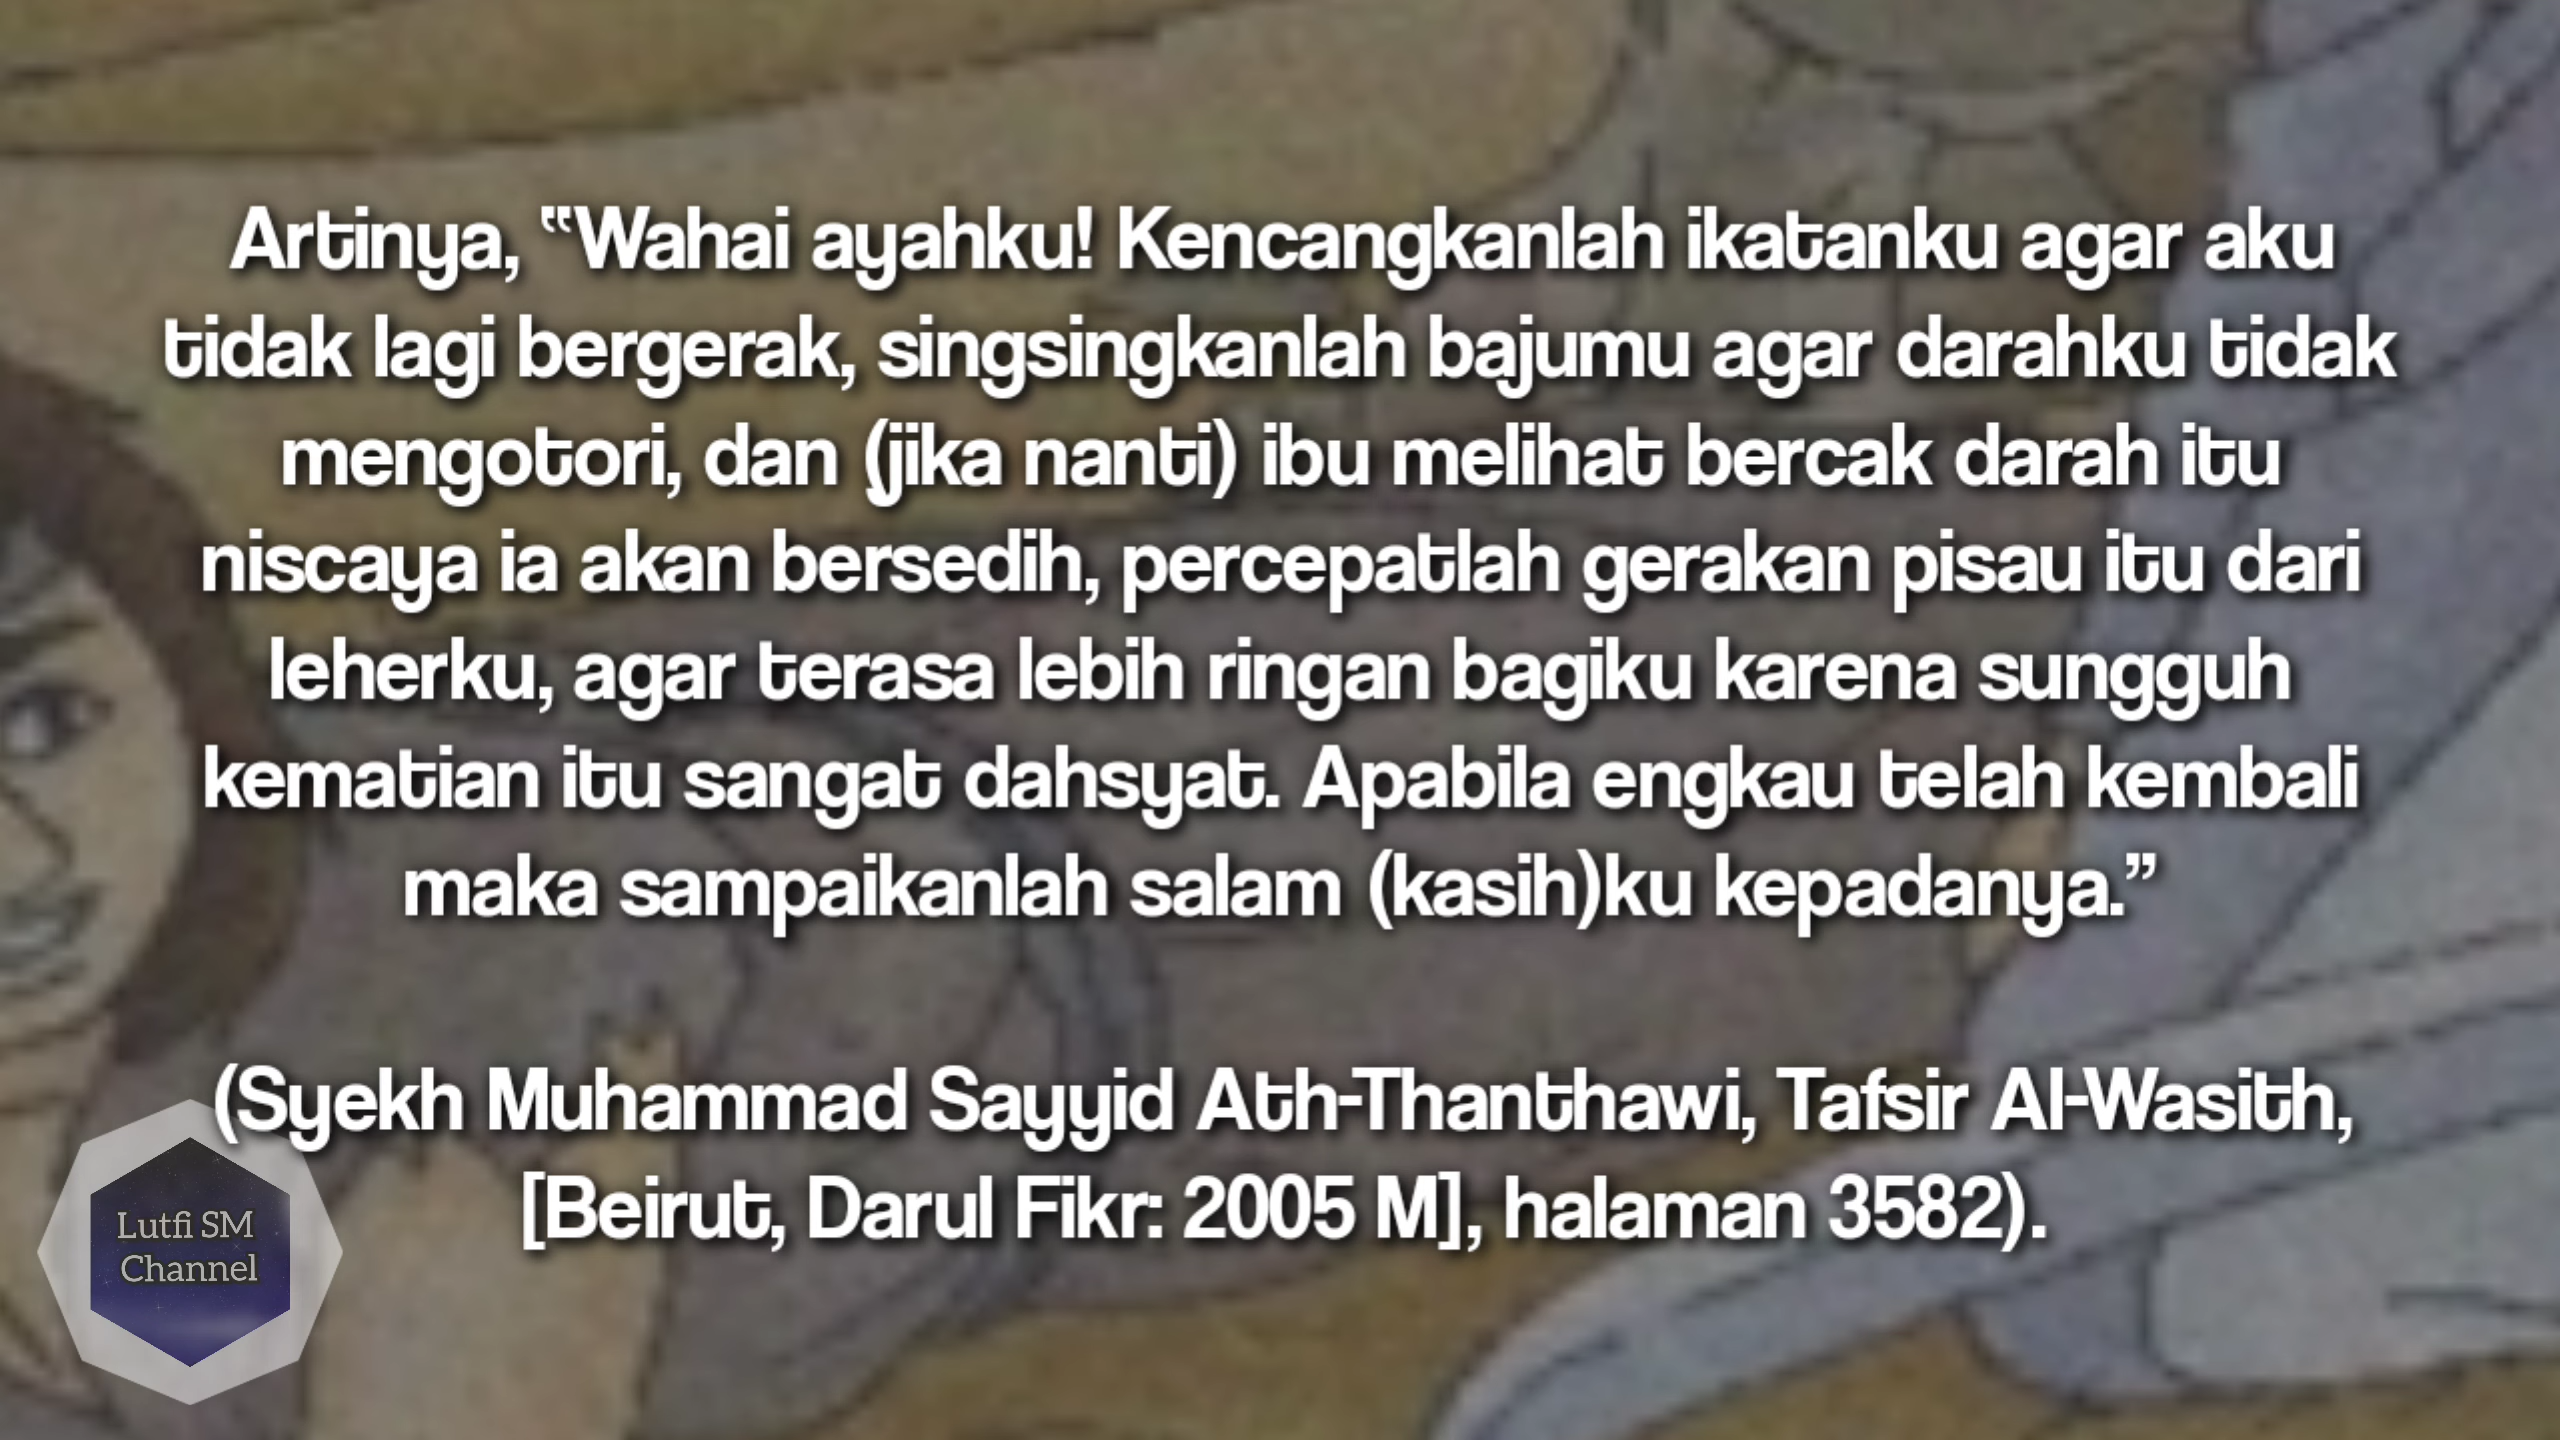 Artinya, “Wahai ayahku! Kencangkanlah ikatanku agar aku
tidak lagi bergerak, singsingkanlah bajumu agar darahku tidak
mengotori, dan (jika nanti) ibu melihat bercak darah itu
niscaya ia akan bersedih, percepatlah gerakan pisau itu dari
leherku, agar terasa lebih ringan bagiku karena sungguh
kematian itu sangat dahsyat. Apabila engkau telah kembali
maka sampaikanlah salam (kasih)ku kepadanya.”
(Syekh Muhammad Sayyid Ath-Thanthawi, Tafsir Al-Wasith,
[Beirut, Darul Fikr: 2005 M], halaman 3582).
Lutfi SM
Channel